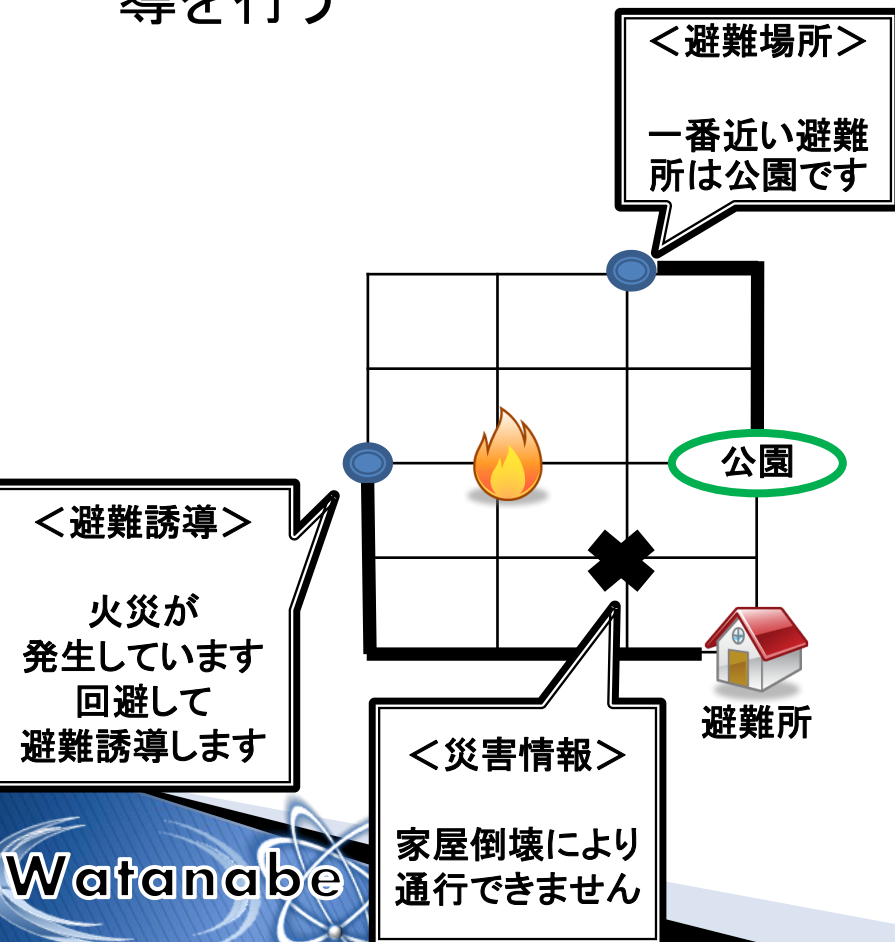 導を行う
＜避難場所＞
一番近い避難
所は公園です
公園
＜避難誘導＞
火災が
発生しています
回避して
避難誘導します
避難所
＜災害情報＞
家屋倒壊により
通行できません
Watanabe